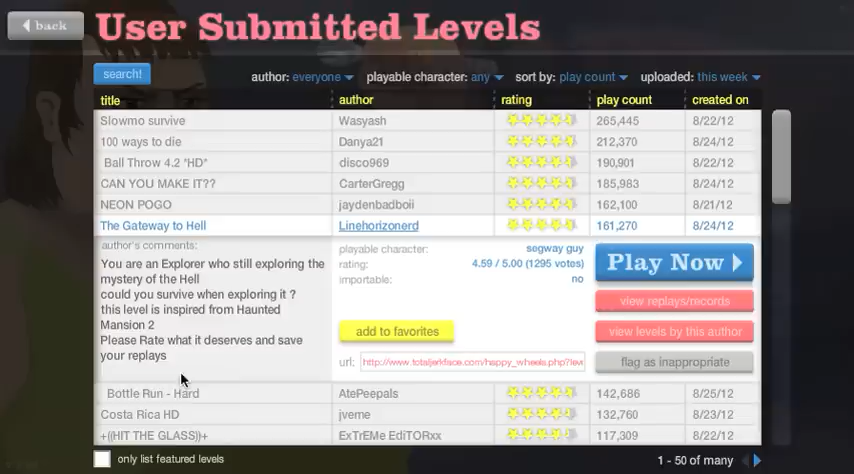 back
User Submitted Levels
search!
author: everyone playable character: any sort by: play count uploaded: this week
title author rating play count created on
Slowmo survive Wasyash 265,445 8/22/12
100 ways to die Danya21 212,370 8/24/12
Ball Throw 4.2 "HD" disco969 190,901 8/22/12
CAN YOU MAKE IT?? CarterGregg 185,983 8/24/12
NEON POGO jaydenbadboii 162,100 8/21/12
The Gateway to Hell Linehorizonerd 161,270 8/24/12
author's comments:
You are an Explorer who still exploring the
mystery of the Hell
could you survive when exploring it ?
this level is inspired from Haunted
Mansion 2
Please Rate what it deserves and save
your replays
playable character: segway guy
rating: 4.59 / 5.00 (1295 votes)
importable: no
add to favorites
url: http://www.totaljerkface.com/happy_wheels.php?leve
Play Now
view replays/records
view levels by this author
flag as inappropriate
Bottle Run - Hard AtePeepals 142,686 8/25/12
Costa Rica HD jveme 132,760 8/23/12
+((HIT THE GLASS))+ ExTrEMe EdiTORxx 117,309 8/22/12
only list featured levels
1 - 50 of many